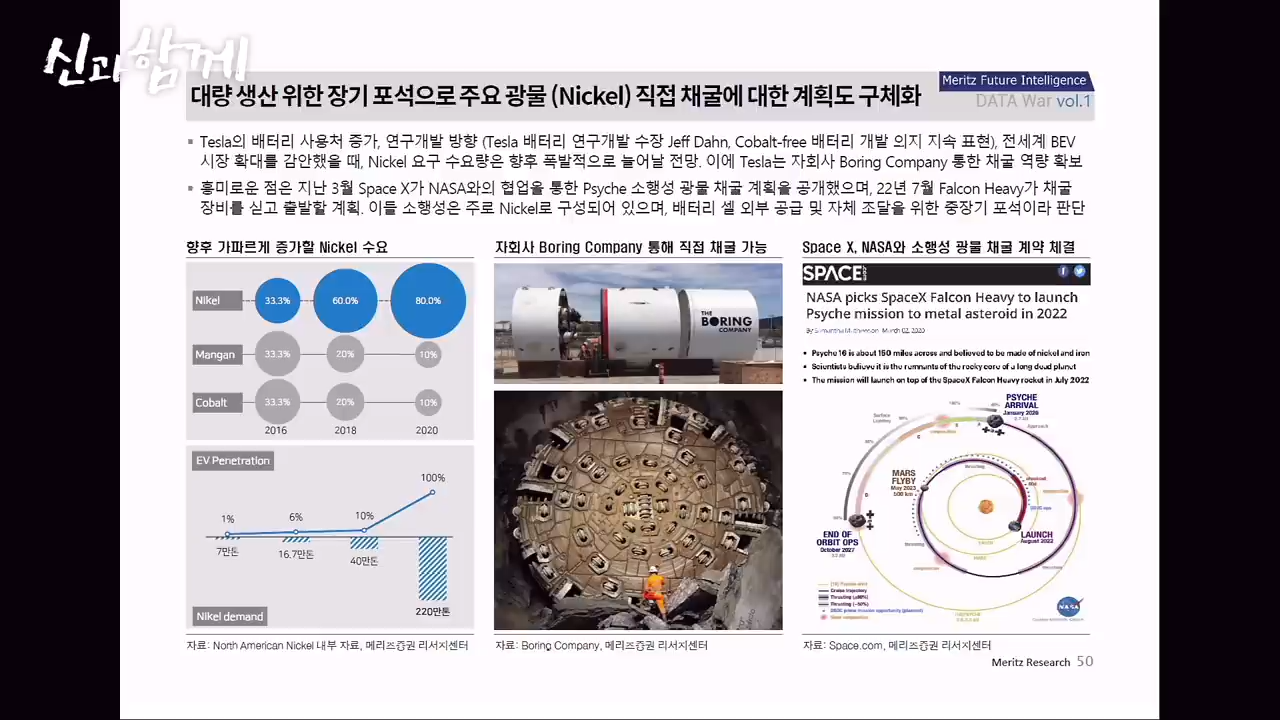 신과함께
대량 생산 위한 장기 포석으로 주요 광물 (Nickel) 직접 채굴에 대한 계획도 구체화
Meritz Future Intelligence
DATA War vol.1
▪ Tesla의 배터리 사용처 증가, 연구개발 방향 (Tesla 배터리 연구개발 수장 Jeff Dahn, Cobalt-free 배터리 개발 의지 지속 표현), 전세계 BEV
시장 확대를 감안했을 때, Nickel 요구 수요량은 향후 폭발적으로 늘어날 전망. 이에 Tesla는 자회사 Boring Company 통한 채굴 역량 확보
▪ 흥미로운 점은 지난 3월 Space X가 NASA와의 협업을 통한 Psyche 소행성 광물 채굴 계획을 공개했으며, 22년 7월 Falcon Heavy가 채굴
장비를 싣고 출발할 계획. 이들 소행성은 주로 Nickel로 구성되어 있으며, 배터리 셀 외부 공급 및 자체 조달을 위한 중장기 포석이라 판단
향후 가파르게 증가할 Nickel 수요
Nikel
33.3%
60.0%
80.0%
Mangan
33.3%
20%
10%
Cobalt
33.3%
20%
10%
2016
2018
2020
EV Penetration
100%
1%
6%
10%
7만톤
16.7만톤
40만톤
220만톤
Nikel demand
자료: North American Nickel 내부 자료, 메리츠증권 리서치센터
자회사 Boring Company 통해 직접 채굴 가능
THE
BORING
COMPANY
자료: Boring Company, 메리츠증권 리서치센터
Space X, NASA와 소행성 광물 채굴 계약 체결
SPACE
NASA picks SpaceX Falcon Heavy to launch
Psyche mission to metal asteroid in 2022
March 02, 2020
• Psyche 16 is about 150 miles across and believed to be made of nickel and iron
• Scientists believe it is the remnants of the rocky core of a long dead planet
• The mission will launch on top of the SpaceX Falcon Heavy rocket in July 2022
PSYCHE
ARRIVAL
January 2026
Approach
MARS
FLYBY
May 2023
500 km
END OF
ORBIT OPS
October 2027
LAUNCH
August 2022
Cruise trajectory
NASA
자료: Space.com, 메리츠증권 리서치센터
Meritz Research 50